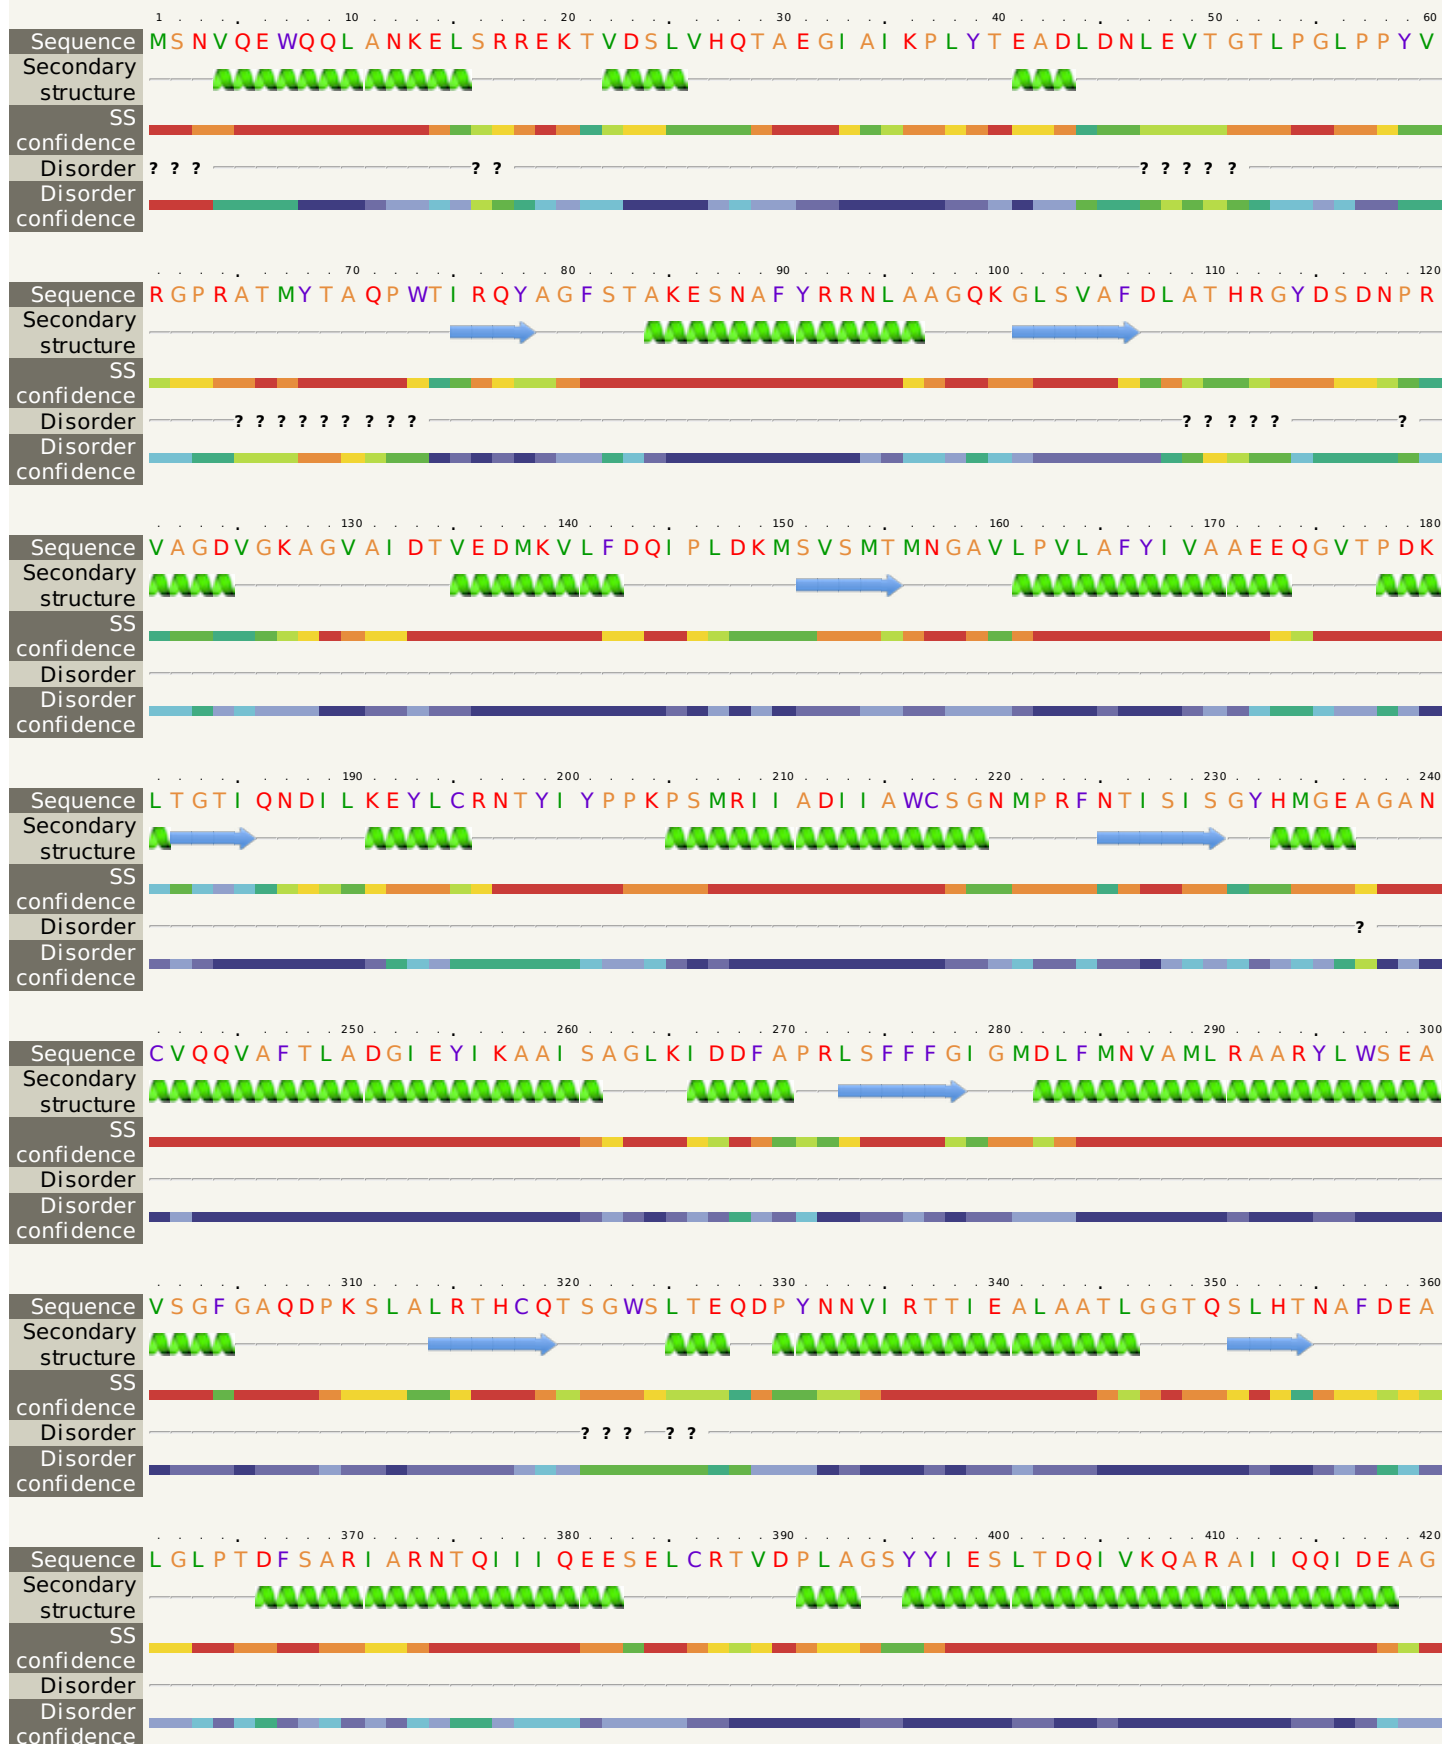 1 10 20 30 40 50 60
Sequence MSNVQEWQQLANKELSRREKTVDSLVHQTAEGIAIKPLYTEADLDNLEVTGTLPGLPPYV
Secondary
structure
SS
confidence
Disorder ? ? ? ? ? ? ? ? ? ?
Disorder
confidence
70 80 90 100 110 120
Sequence RGPRATMYTAQPWTIRQYAGFSTAKESNAFYRRNLAAGQKGLSVAFDLATHRGYDSDNPR
Secondary
structure
SS
confidence
Disorder ? ? ? ? ? ? ? ? ? ? ? ? ? ? ?
Disorder
confidence
130 140 150 160 170 180
Sequence VAGDVGKAGVAIDTVEDMKVLFDQIPLDKMSVSMTMNGAVLPVLAFYIVAAEEQGVTPDK
Secondary
structure
SS
confidence
Disorder
Disorder
confidence
190 200 210 220 230 240
Sequence LTGTIQNDILKEYLCRNTYIYPPKPSMRIIADIIAWCSGNMPRFNTISISGYHMGEAGAN
Secondary
structure
SS
confidence
Disorder ?
Disorder
confidence
250 260 270 280 290 300
Sequence CVQQVAFTLADGIEYIKAAISAGLKIDDFAPRLSFFFGIGMDLFMNVAMLRAARYLWSEA
Secondary
structure
SS
confidence
Disorder
Disorder
confidence
310 320 330 340 350 360
Sequence VSGFGAQDPKSLALRTHCQTSGWSLTEQDPYNNVIRTTIEALAATLGGTQSLHTNAFDEA
Secondary
structure
SS
confidence
Disorder ? ? ? ? ?
Disorder
confidence
370 380 390 400 410 420
Sequence LGLPTDFSARIARNTQIIIQEESELCRTVDPLAGSYYIESLTDQIVKQARAIIQQIDEAG
Secondary
structure
SS
confidence
Disorder
Disorder
confidence